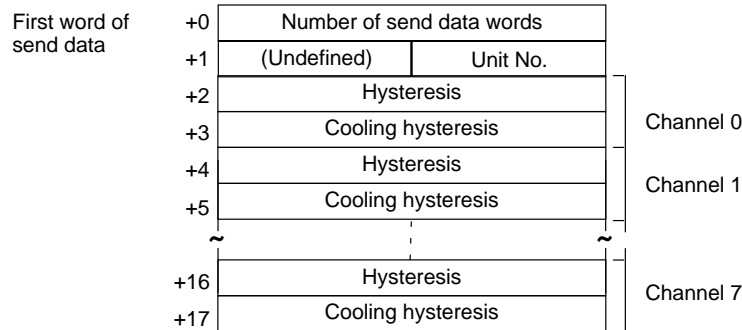 First word of
send data
+0 Number of send data words
+1 (Undefined) Unit No.
+2 Hysteresis
+3 Cooling hysteresis
Channel 0
+4 Hysteresis
+5 Cooling hysteresis
Channel 1
~ ~
+16 Hysteresis
+17 Cooling hysteresis
Channel 7